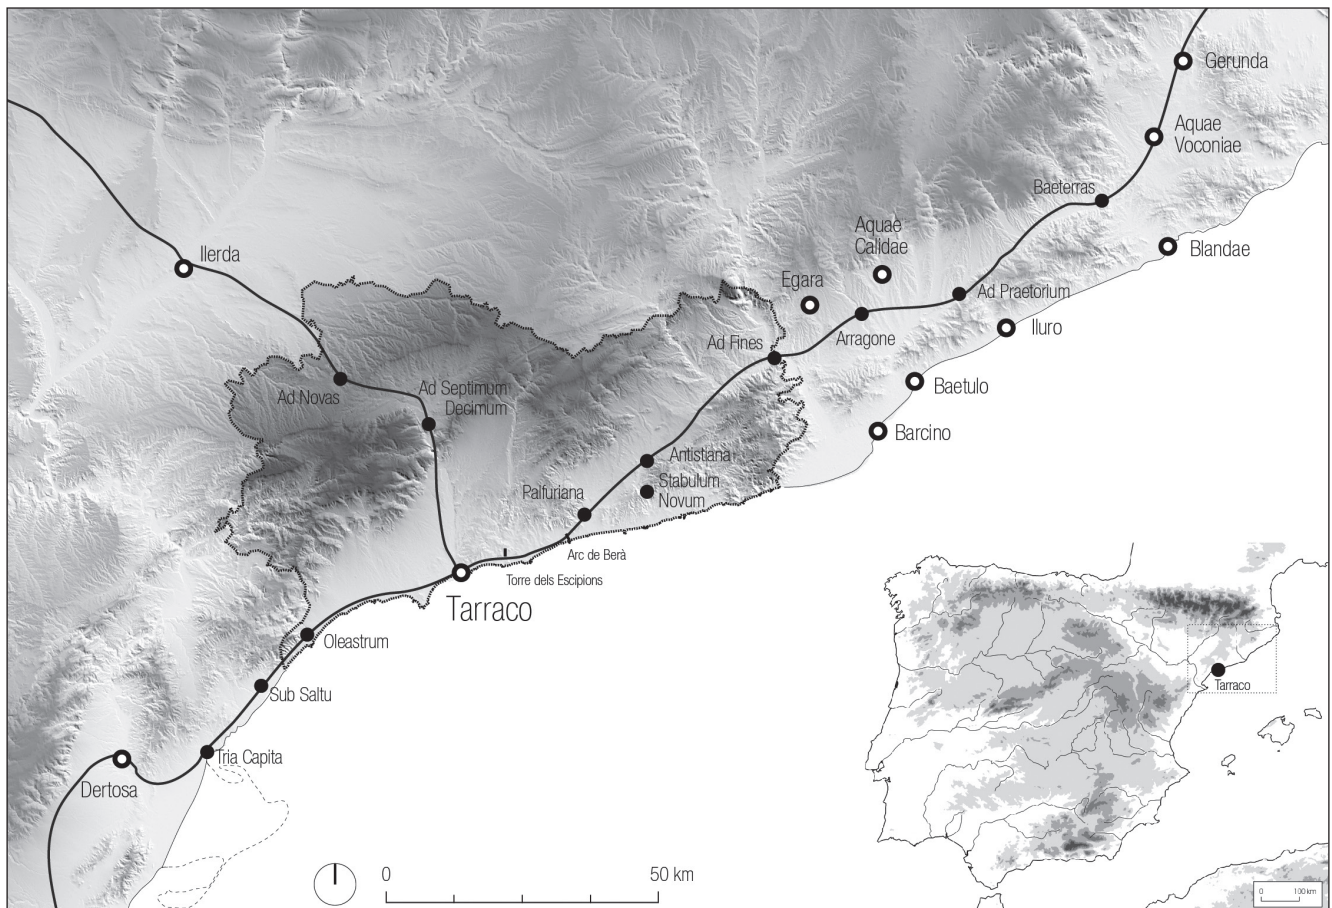 Gerunda
Aquae
Voconiae
Baeterras
Aquae
Calidae
Blandae
Ilerda
Egara
Ad Praetorium
Iluro
Arragone
Ad Fines
Baetulo
Ad Novas
Ad Septimum
Decimum
Barcino
Antistiana
Stabulum
Novum
Palfuriana
Arc de Berà
Torre dels Escipions
Tarraco
Oleastrum
Sub Saltu
Tria Capita
Dertosa
Tarraco
0 50 km
0 100 km